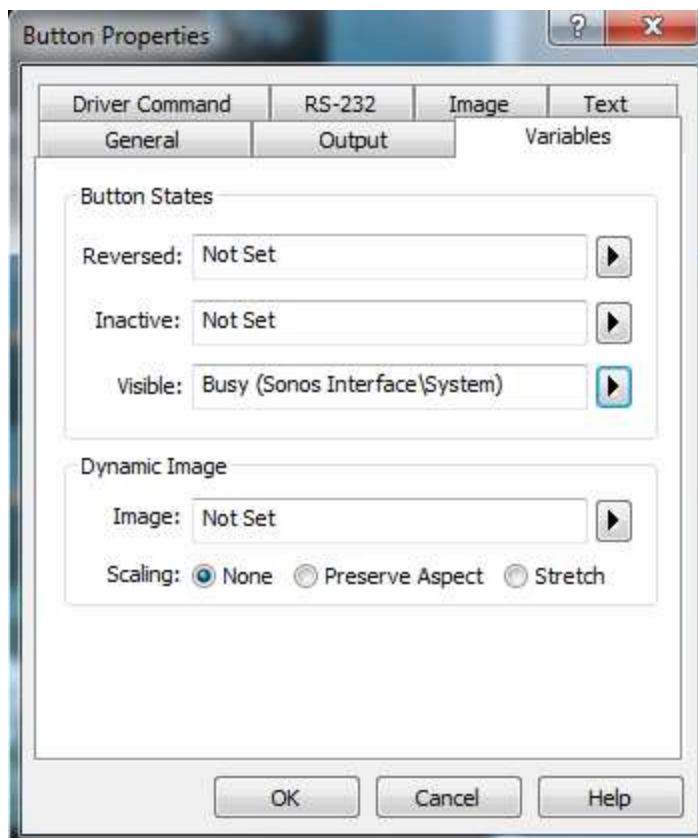 Button Properties
?
Driver Command RS-232 Image Text
General Output Variables
Button States
Reversed: Not Set
Inactive: Not Set
Visible: Busy (Sonos Interface\System)
Dynamic Image
Image: Not Set
Scaling: None Preserve Aspect Stretch
OK Cancel Help